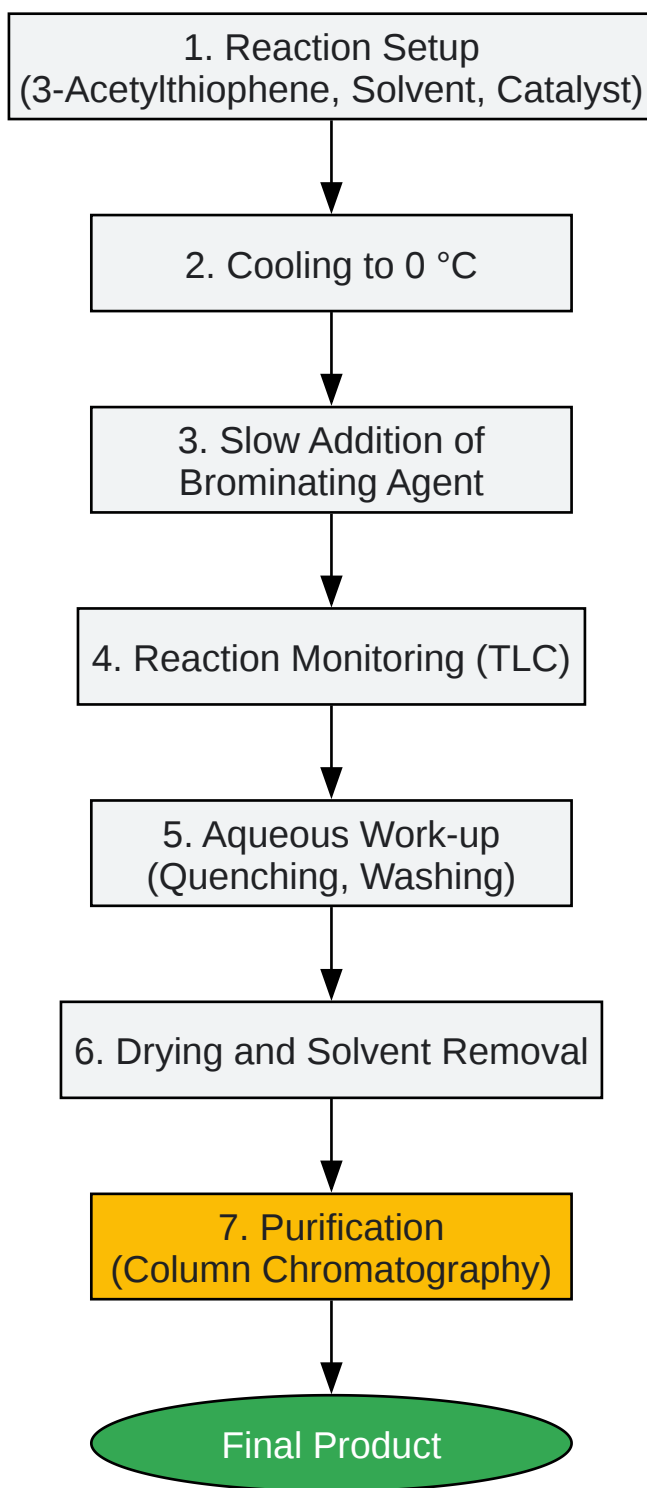 1. Reaction Setup
(3-Acetylthiophene, Solvent, Catalyst)
2. Cooling to 0 °C
3. Slow Addition of
Brominating Agent
4. Reaction Monitoring (TLC)
5. Aqueous Work-up
(Quenching, Washing)
6. Drying and Solvent Removal
7. Purification
(Column Chromatography)
Final Product